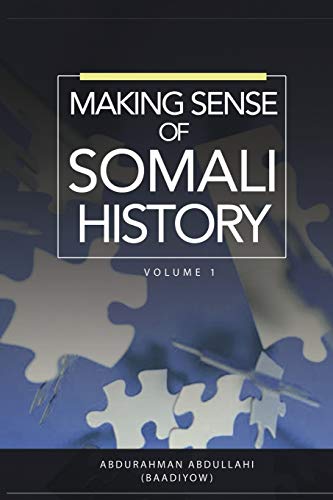 MAKING SENSE
OF
SOMALI
HISTORY
VOLUME 1
ABDURAHMAN ABDULLAHI
(BAADIYOW)